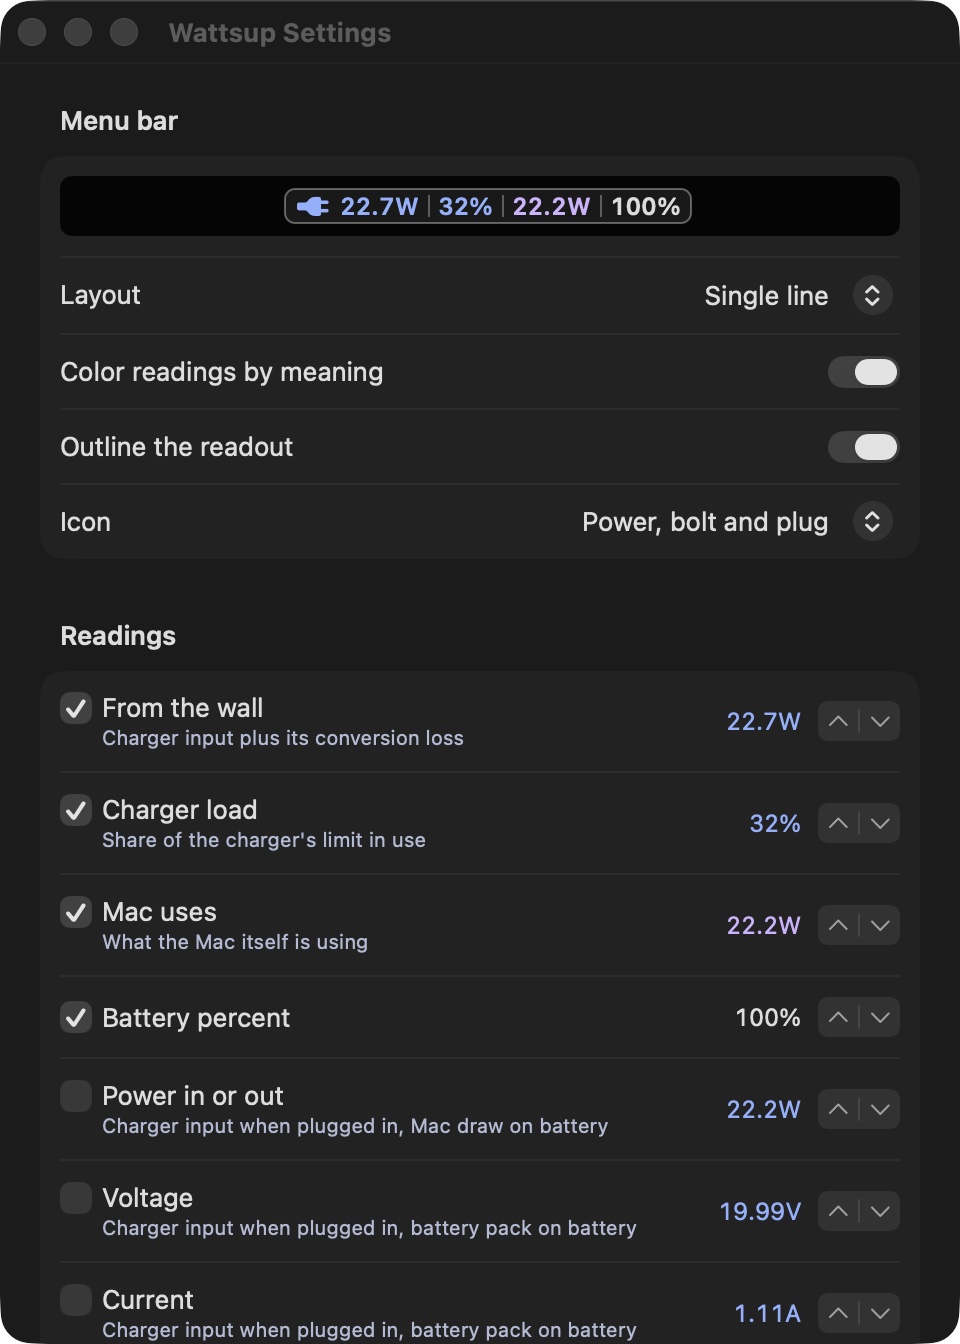 Wattsup Settings
Menu bar
22.7W 32% 22.2W 100%
Layout Single line
Color readings by meaning
Outline the readout
Icon Power, bolt and plug
Readings
From the wall
Charger input plus its conversion loss
22.7W
Charger load
Share of the charger's limit in use
32%
Mac uses
What the Mac itself is using
22.2W
Battery percent 100%
Power in or out
Charger input when plugged in, Mac draw on battery
22.2W
Voltage
Charger input when plugged in, battery pack on battery
19.99V
Current
Charger input when plugged in, battery pack on battery
1.11A